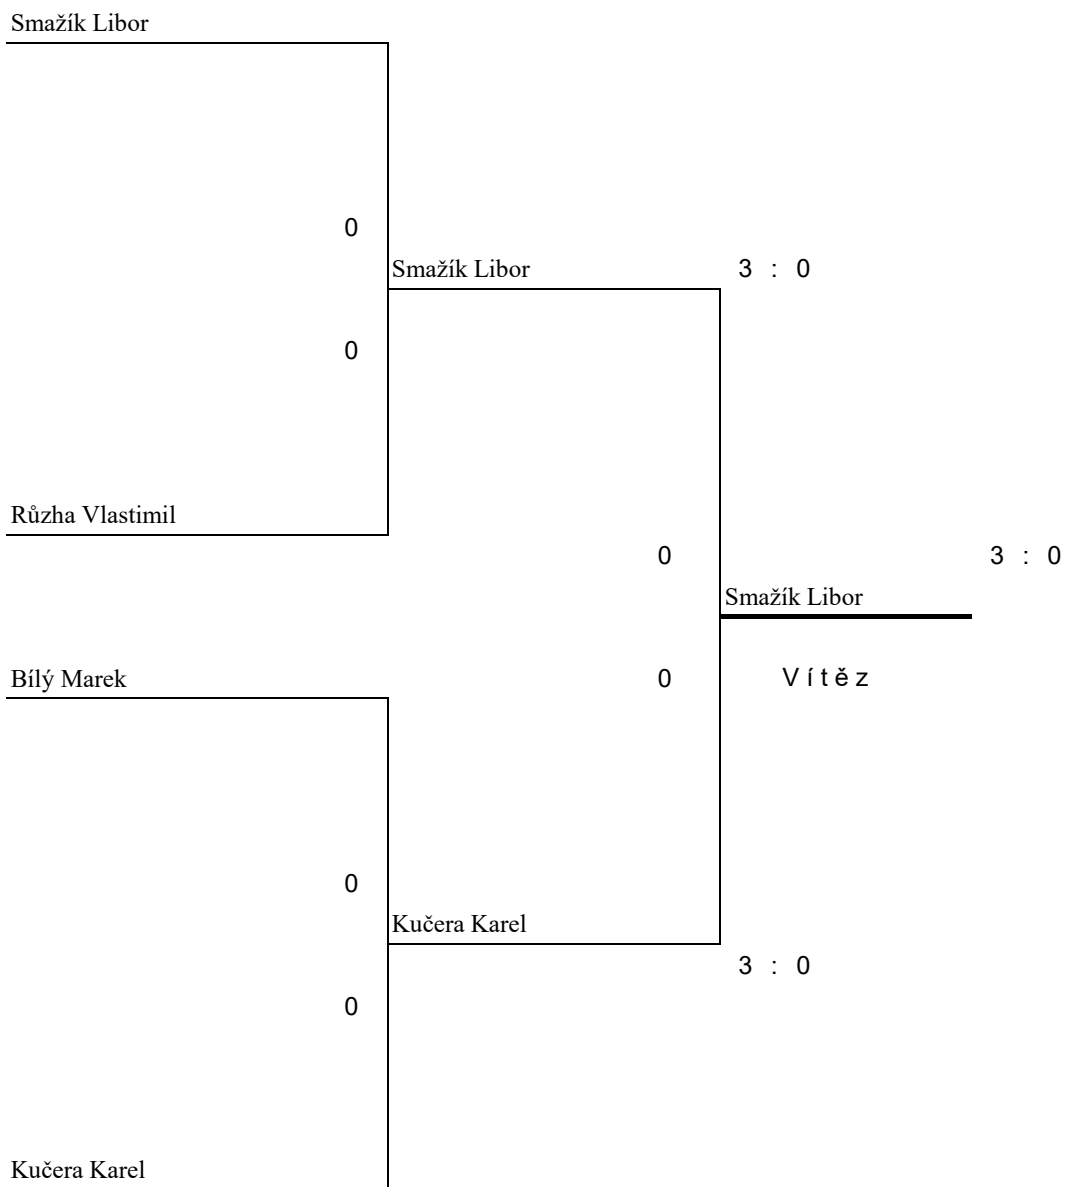 Smažík Libor
0
Smažík Libor 3 : 0
0
Růzha Vlastimil
0 3 : 0
Smažík Libor
Bílý Marek 0 Vítěz
0
Kučera Karel
3 : 0
0
Kučera Karel